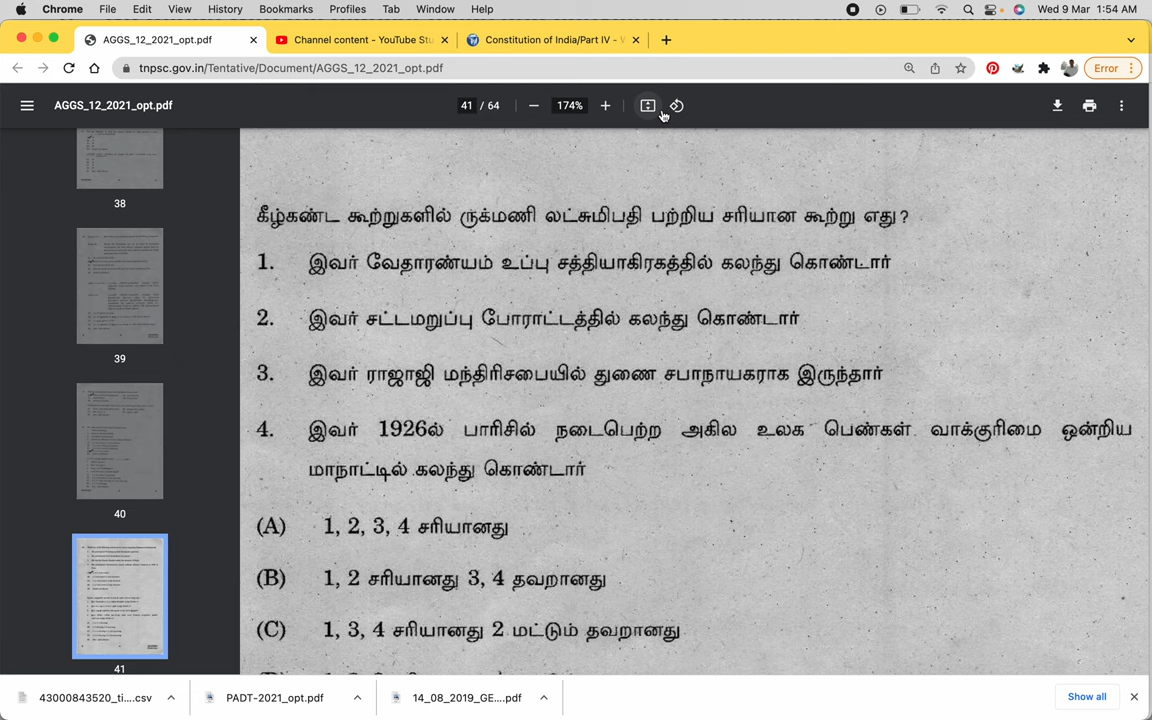 Chrome File Edit View History Bookmarks Profiles Tab Window Help Wed 9 Mar 1:54 AM
AGGS_12_2021_opt.pdf Channel content - YouTube Stu Constitution of India/Part IV - W
tnpsc.gov.in/Tentative/Document/AGGS_12_2021_opt.pdf Error
AGGS_12_2021_opt.pdf 41 / 64 174%
38
39
40
41
கீழ்கண்ட கூற்றுகளில் ருக்மணி லட்சுமிபதி பற்றிய சரியான கூற்று எது?
1. இவர் வேதாரண்யம் உப்பு சத்தியாகிரகத்தில் கலந்து கொண்டார்
2. இவர் சட்டமறுப்பு போராட்டத்தில் கலந்து கொண்டார்
3. இவர் ராஜாஜி மந்திரிசபையில் துணை சபாநாயகராக இருந்தார்
4. இவர் 1926ல் பாரிசில் நடைபெற்ற அகில உலக பெண்கள் வாக்குரிமை ஒன்றிய
மாநாட்டில் கலந்து கொண்டார்
(A) 1, 2, 3, 4 சரியானது
(B) 1, 2 சரியானது 3, 4 தவறானது
(C) 1, 3, 4 சரியானது 2 மட்டும் தவறானது
43000843520_ti....csv PADT-2021_opt.pdf 14_08_2019_GE....pdf Show all